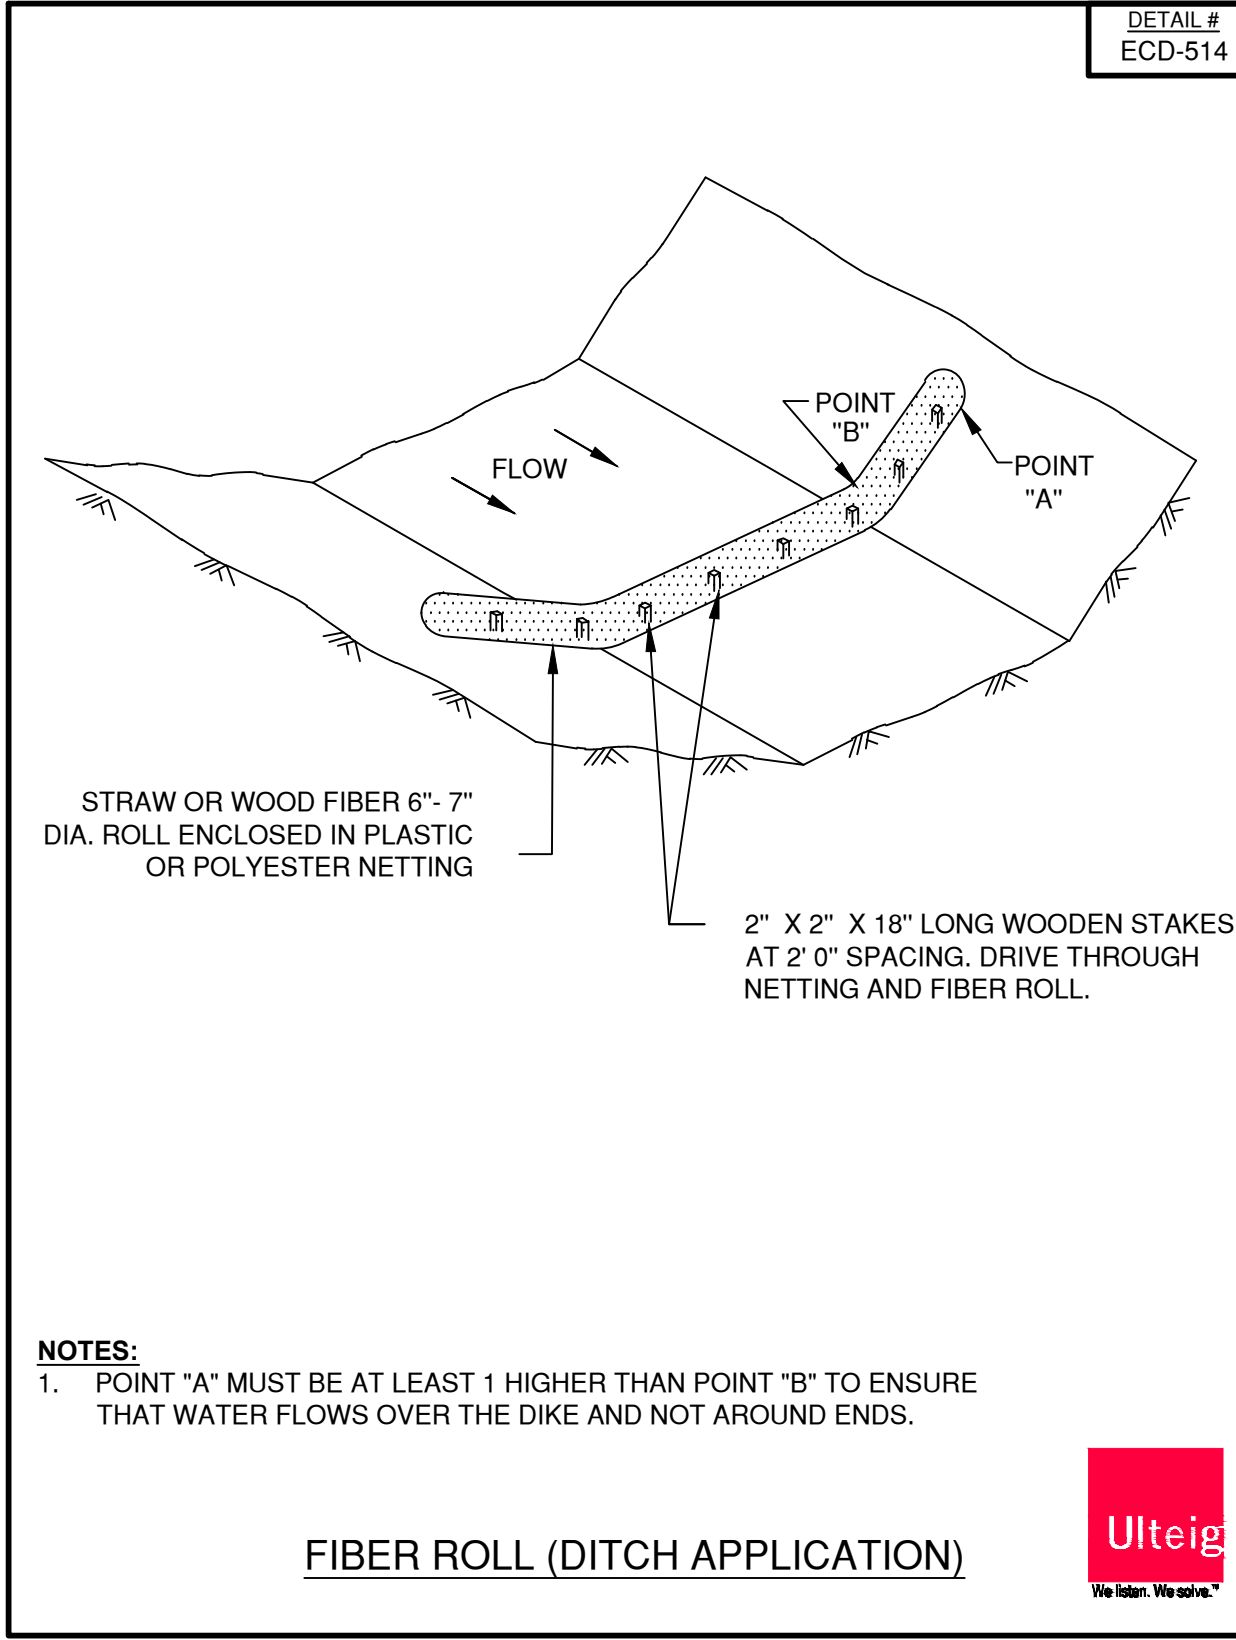 DETAIL #
ECD-514
POINT
"B"
FLOW
POINT
"A"
STRAW OR WOOD FIBER 6"- 7"
DIA. ROLL ENCLOSED IN PLASTIC
OR POLYESTER NETTING
2" X 2" X 18" LONG WOODEN STAKES
AT 2' 0" SPACING. DRIVE THROUGH
NETTING AND FIBER ROLL.
NOTES:
1. POINT "A" MUST BE AT LEAST 1 HIGHER THAN POINT "B" TO ENSURE
THAT WATER FLOWS OVER THE DIKE AND NOT AROUND ENDS.
FIBER ROLL (DITCH APPLICATION)
Ulteig
We listen. We solve.™